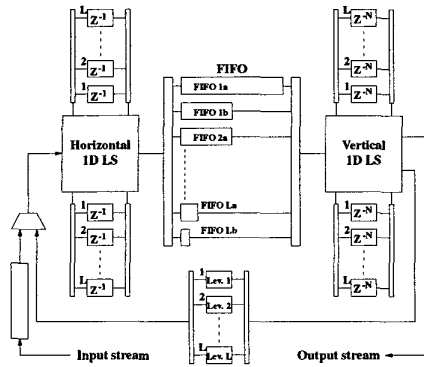 L Z-1
2 Z-1
1 Z-1
FIFO
FIFO 1a
FIFO 1b
FIFO 2a
FIFO La
FIFO Lb
L Z-N
2 Z-N
1 Z-N
Horizontal
1D LS
Vertical
1D LS
1 Z-1
2 Z-1
L Z-1
1 Z-N
2 Z-N
L Z-N
1 Lev. 1
2 Lev. 2
L Lev. L
Input stream
Output stream